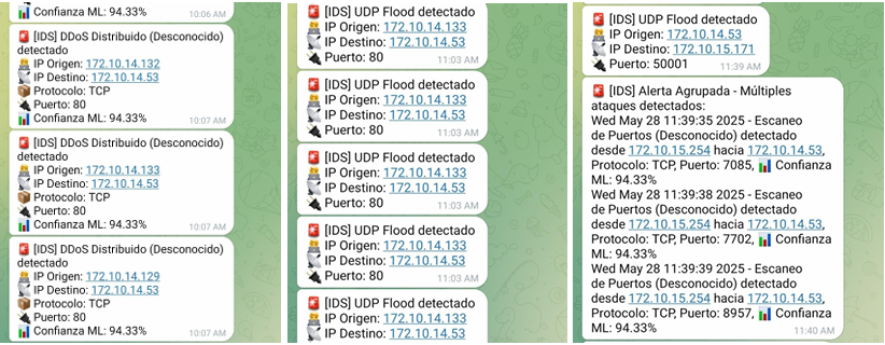 Confianza ML: 94.33% 10:06 AM
[IDS] DDoS Distribuido (Desconocido)
detectado
IP Origen: 172.10.14.132
IP Destino: 172.10.14.53
Protocolo: TCP
Puerto: 80
Confianza ML: 94.33% 10:07 AM
[IDS] DDoS Distribuido (Desconocido)
detectado
IP Origen: 172.10.14.133
IP Destino: 172.10.14.53
Protocolo: TCP
Puerto: 80
Confianza ML: 94.33% 10:07 AM
[IDS] DDoS Distribuido (Desconocido)
detectado
IP Origen: 172.10.14.129
IP Destino: 172.10.14.53
Protocolo: TCP
Puerto: 80
Confianza ML: 94.33% 10:07 AM
[IDS] UDP Flood detectado
IP Origen: 172.10.14.133
IP Destino: 172.10.14.53
Puerto: 80 11:03 AM
[IDS] UDP Flood detectado
IP Origen: 172.10.14.133
IP Destino: 172.10.14.53
Puerto: 80 11:03 AM
[IDS] UDP Flood detectado
IP Origen: 172.10.14.133
IP Destino: 172.10.14.53
Puerto: 80 11:03 AM
[IDS] UDP Flood detectado
IP Origen: 172.10.14.133
IP Destino: 172.10.14.53
Puerto: 80 11:03 AM
[IDS] UDP Flood detectado
IP Origen: 172.10.14.133
IP Destino: 172.10.14.53
[IDS] UDP Flood detectado
IP Origen: 172.10.14.53
IP Destino: 172.10.15.171
Puerto: 50001 11:39 AM
[IDS] Alerta Agrupada - Múltiples
ataques detectados:
Wed May 28 11:39:35 2025 - Escaneo
de Puertos (Desconocido) detectado
desde 172.10.15.254 hacia 172.10.14.53,
Protocolo: TCP, Puerto: 7085, Confianza
ML: 94.33%
Wed May 28 11:39:38 2025 - Escaneo
de Puertos (Desconocido) detectado
desde 172.10.15.254 hacia 172.10.14.53,
Protocolo: TCP, Puerto: 7702, Confianza
ML: 94.33%
Wed May 28 11:39:39 2025 - Escaneo
de Puertos (Desconocido) detectado
desde 172.10.15.254 hacia 172.10.14.53,
Protocolo: TCP, Puerto: 8957, Confianza
ML: 94.33% 11:40 AM